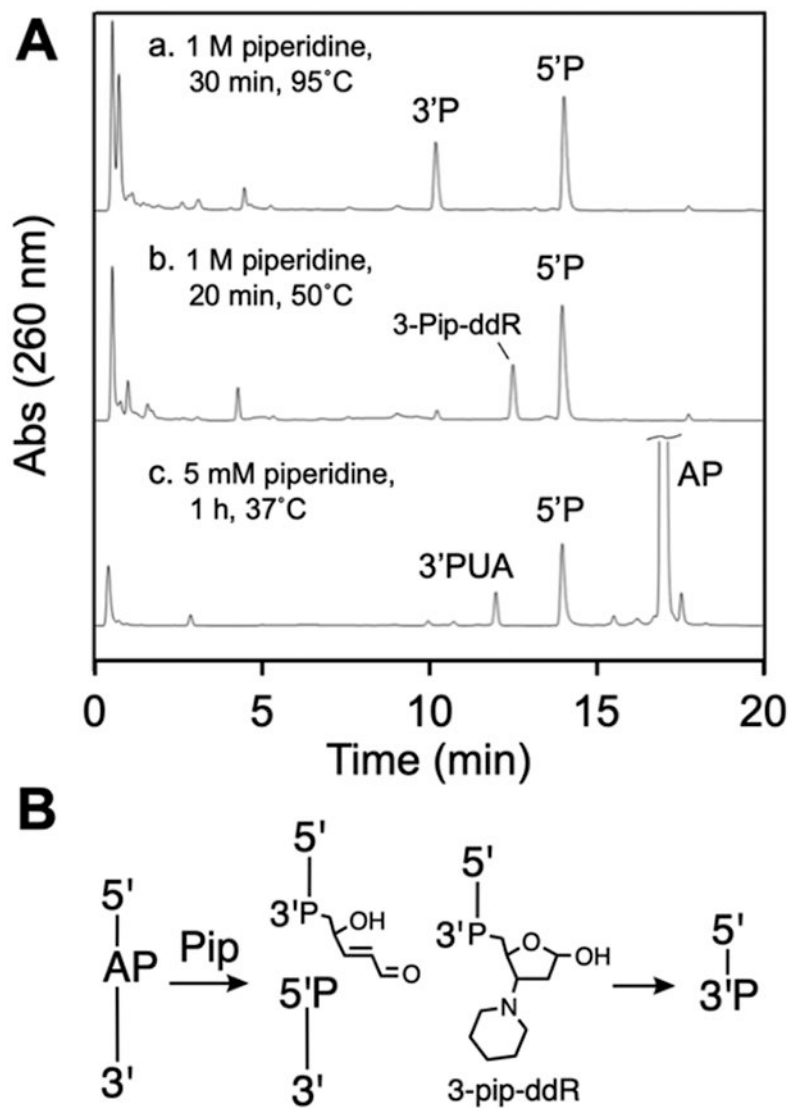 A
a. 1 M piperidine,
30 min, 95˚C
3'P
5'P
b. 1 M piperidine,
20 min, 50˚C
3-Pip-ddR
5'P
c. 5 mM piperidine,
1 h, 37˚C
3'PUA
5'P
AP
Abs (260 nm)
0 5 10 15 20
Time (min)
B
5'
AP
3'
Pip
5'
3'P
OH
O
5'P
3'
5'
3'P
O
OH
N
3-pip-ddR
5'
3'P